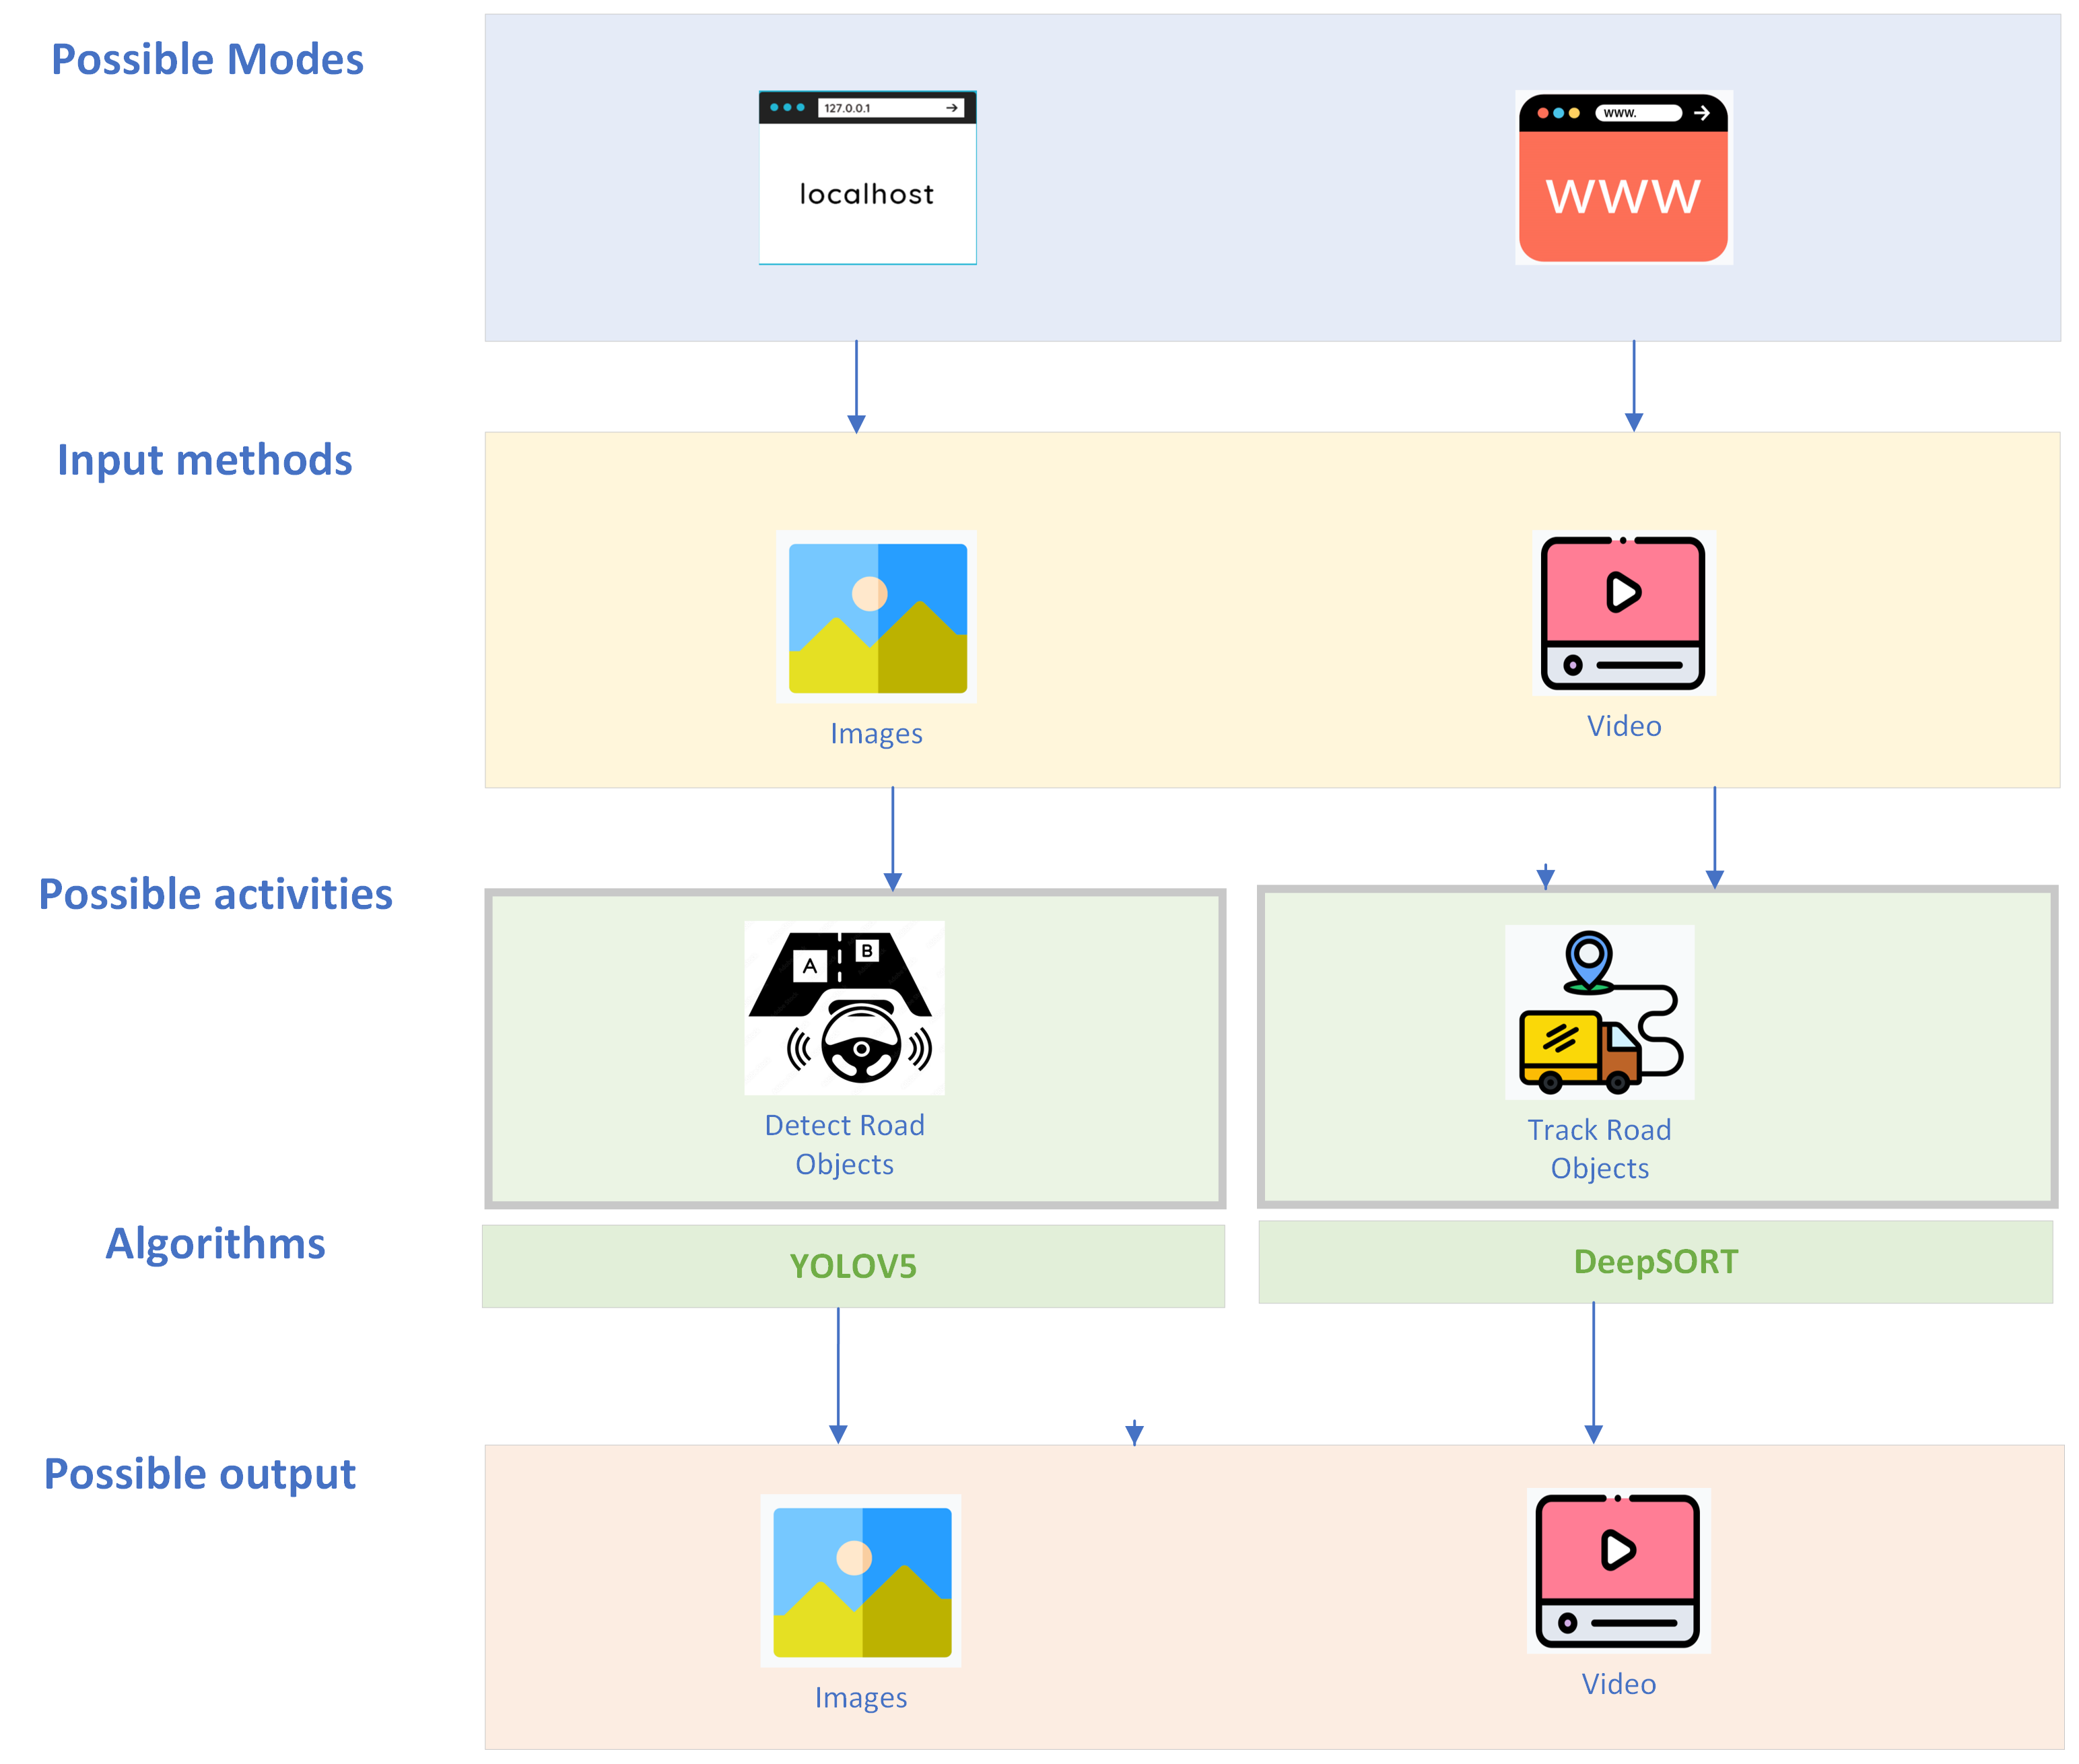 Possible Modes
127.0.0.1
localhost
www.
www
Input methods
Images
Video
Possible activities
A
B
Detect Road
Objects
Track Road
Objects
Algorithms
YOLOV5
DeepSORT
Possible output
Images
Video